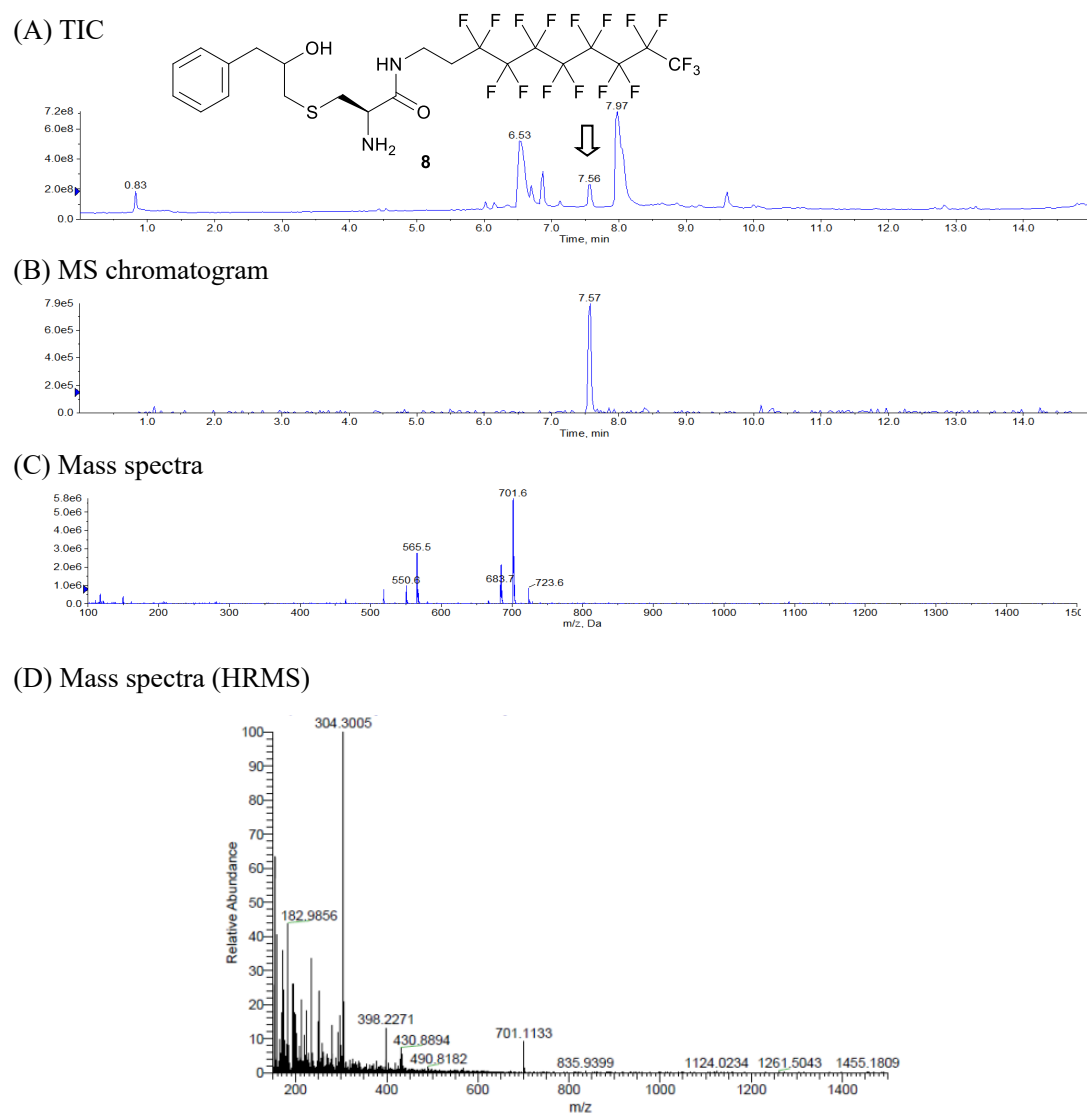 (A) TIC
OH
HN
O
S
NH2
8
F F F F F F F F
CF3
F F F F F F F F
7.2e8
6.0e8
4.0e8
2.0e8
0.0
0.83
6.53
7.56
7.97
1.0 2.0 3.0 4.0 5.0 6.0 7.0 8.0 9.0 10.0 11.0 12.0 13.0 14.0
Time, min
(B) MS chromatogram
7.9e5
6.0e5
4.0e5
2.0e5
0.0
7.57
1.0 2.0 3.0 4.0 5.0 6.0 7.0 8.0 9.0 10.0 11.0 12.0 13.0 14.0
Time, min
(C) Mass spectra
5.8e6
5.0e6
4.0e6
3.0e6
2.0e6
1.0e6
0.0
701.6
565.5
550.6
683.7
723.6
100 200 300 400 500 600 700 800 900 1000 1100 1200 1300 1400 150
m/z, Da
(D) Mass spectra (HRMS)
Relative Abundance
100
90
80
70
60
50
40
30
20
10
0
304.3005
182.9856
398.2271
430.8894
490.8182
701.1133
835.9399
1124.0234
1261.5043
1455.1809
200 400 600 800 1000 1200 1400
m/z